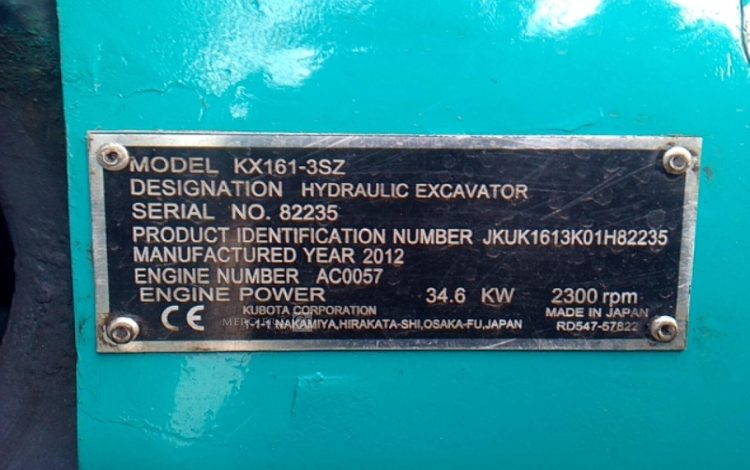 MODEL KX161-3SZ
DESIGNATION HYDRAULIC EXCAVATOR
SERIAL NO. 82235
PRODUCT IDENTIFICATION NUMBER JKUK1613K01H82235
MANUFACTURED YEAR 2012
ENGINE NUMBER AC0057
ENGINE POWER 34.6 KW 2300 rpm
CE KUBOTA CORPORATION MADE IN JAPAN
1-1-1 NAKAMIYA,HIRAKATA-SHI,OSAKA-FU,JAPAN RD547-57822